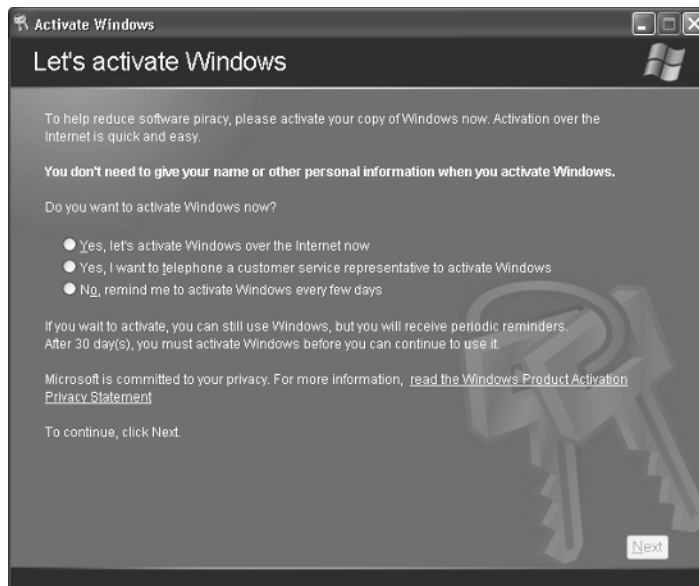 Activate Windows
Let's activate Windows
To help reduce software piracy, please activate your copy of Windows now. Activation over the
Internet is quick and easy.
You don't need to give your name or other personal information when you activate Windows.
Do you want to activate Windows now?
Yes, let's activate Windows over the Internet now
Yes, I want to telephone a customer service representative to activate Windows
No, remind me to activate Windows every few days
If you wait to activate, you can still use Windows, but you will receive periodic reminders.
After 30 day(s), you must activate Windows before you can continue to use it.
Microsoft is committed to your privacy. For more information, read the Windows Product Activation
Privacy Statement
To continue, click Next.
Next